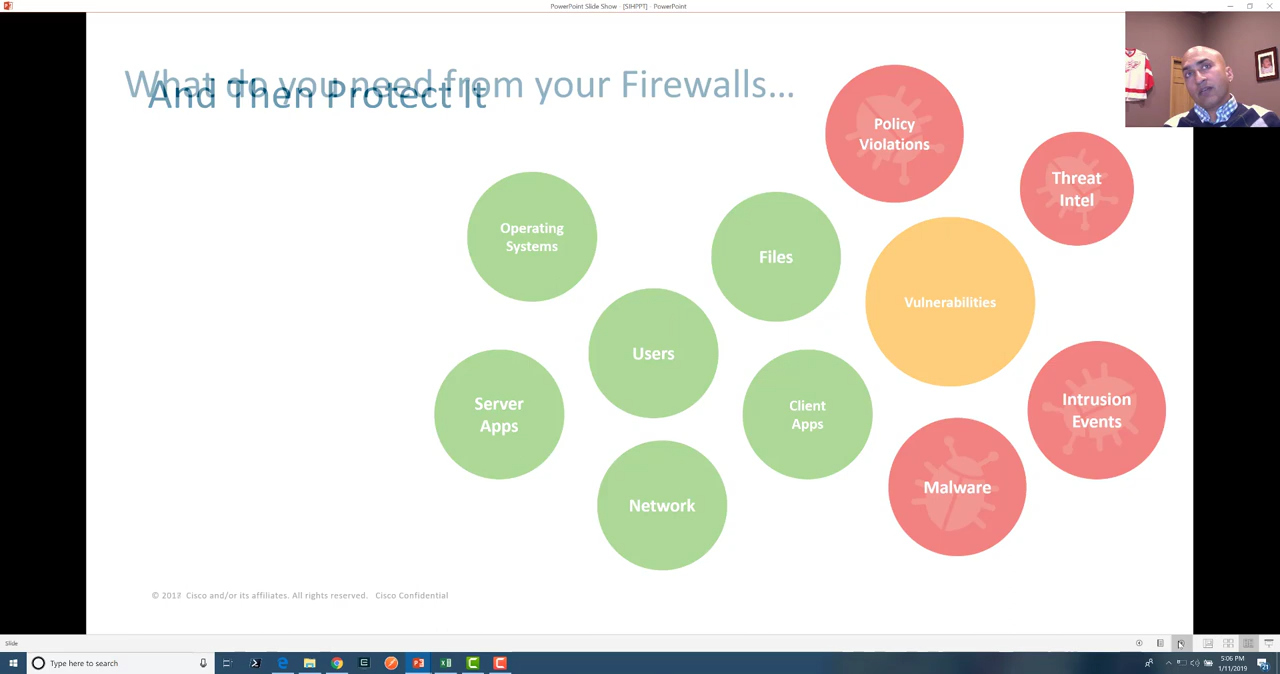 PowerPoint Slide Show - [SIHPPT] - PowerPoint
What do you need from your Firewalls...
And Then Protect It
Policy
Violations
Threat
Intel
Operating
Systems
Files
Vulnerabilities
Users
Server
Apps
Client
Apps
Intrusion
Events
Malware
Network
© 2017 Cisco and/or its affiliates. All rights reserved. Cisco Confidential
Slide
Type here to search
5:06 PM
1/11/2019